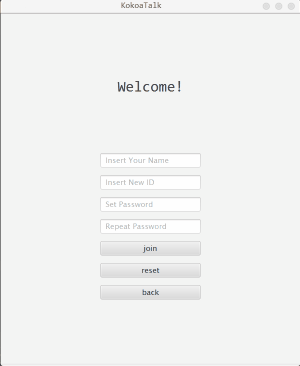 KokoaTalk
Welcome!
Insert Your Name
Insert New ID
Set Password
Repeat Password
join
reset
back